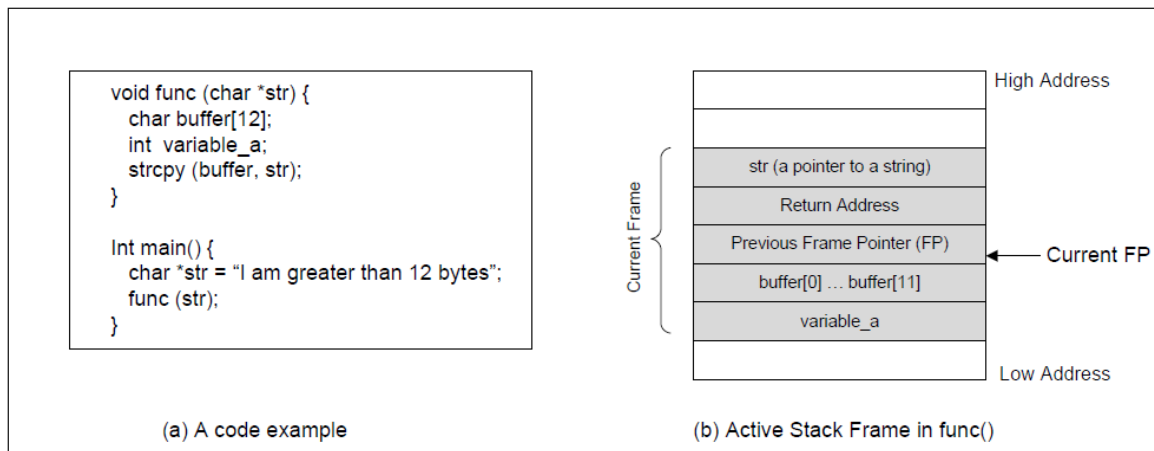 void func (char *str) {
char buffer[12];
int variable_a;
strcpy (buffer, str);
}
Int main() {
char *str = “I am greater than 12 bytes”;
func (str);
}
(a) A code example
High Address
str (a pointer to a string)
Return Address
Previous Frame Pointer (FP)
buffer[0] … buffer[11]
variable_a
Current Frame
Current FP
Low Address
(b) Active Stack Frame in func()